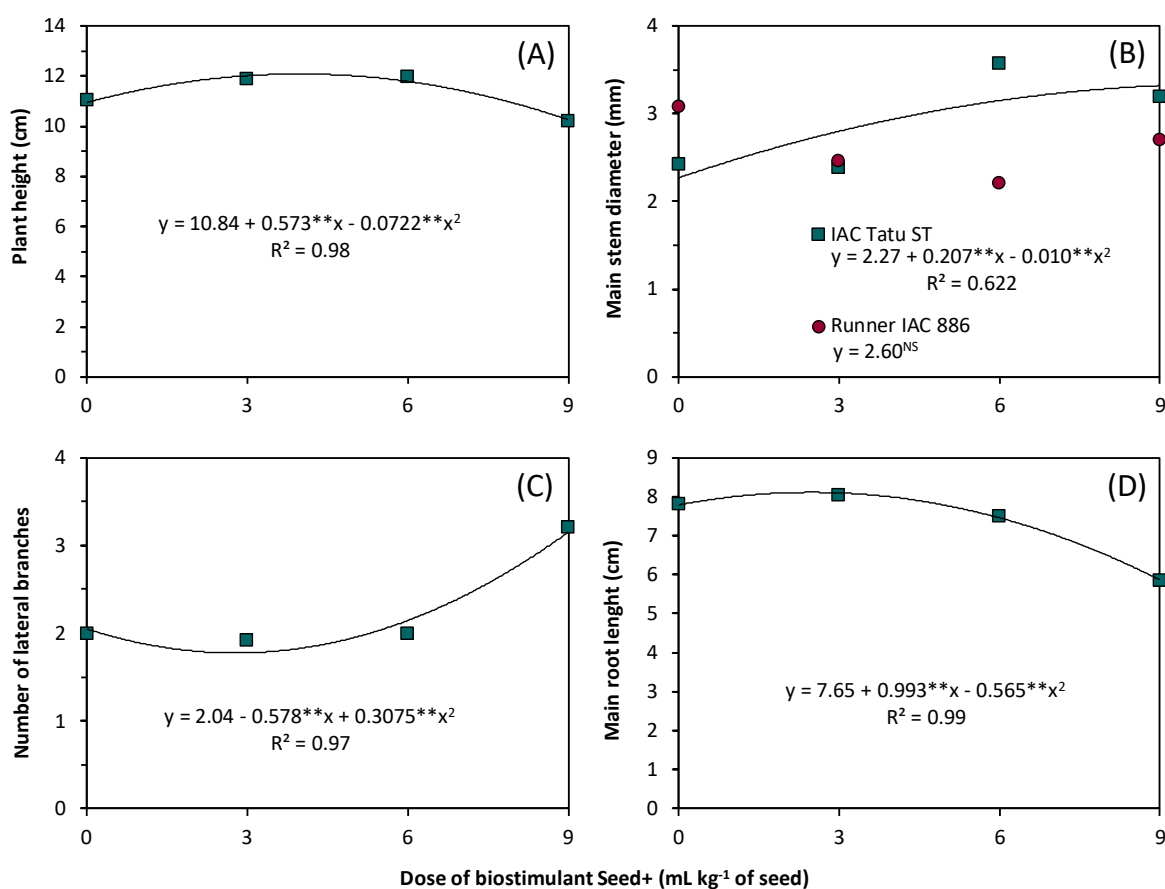 (A)
Plant height (cm)
14
12
10
8
6
4
2
0
y = 10.84 + 0.573**x - 0.0722**x²
R² = 0.98
0 3 6 9
(B)
Main stem diameter (mm)
4
3
2
1
0
IAC Tatu ST
y = 2.27 + 0.207**x - 0.010**x²
R² = 0.622
Runner IAC 886
y = 2.60ᴺˢ
0 3 6 9
(C)
Number of lateral branches
4
3
2
1
0
y = 2.04 - 0.578**x + 0.3075**x²
R² = 0.97
0 3 6 9
(D)
Main root lenght (cm)
9
8
7
6
5
4
3
2
1
0
y = 7.65 + 0.993**x - 0.565**x²
R² = 0.99
0 3 6 9
Dose of biostimulant Seed+ (mL kg⁻¹ of seed)